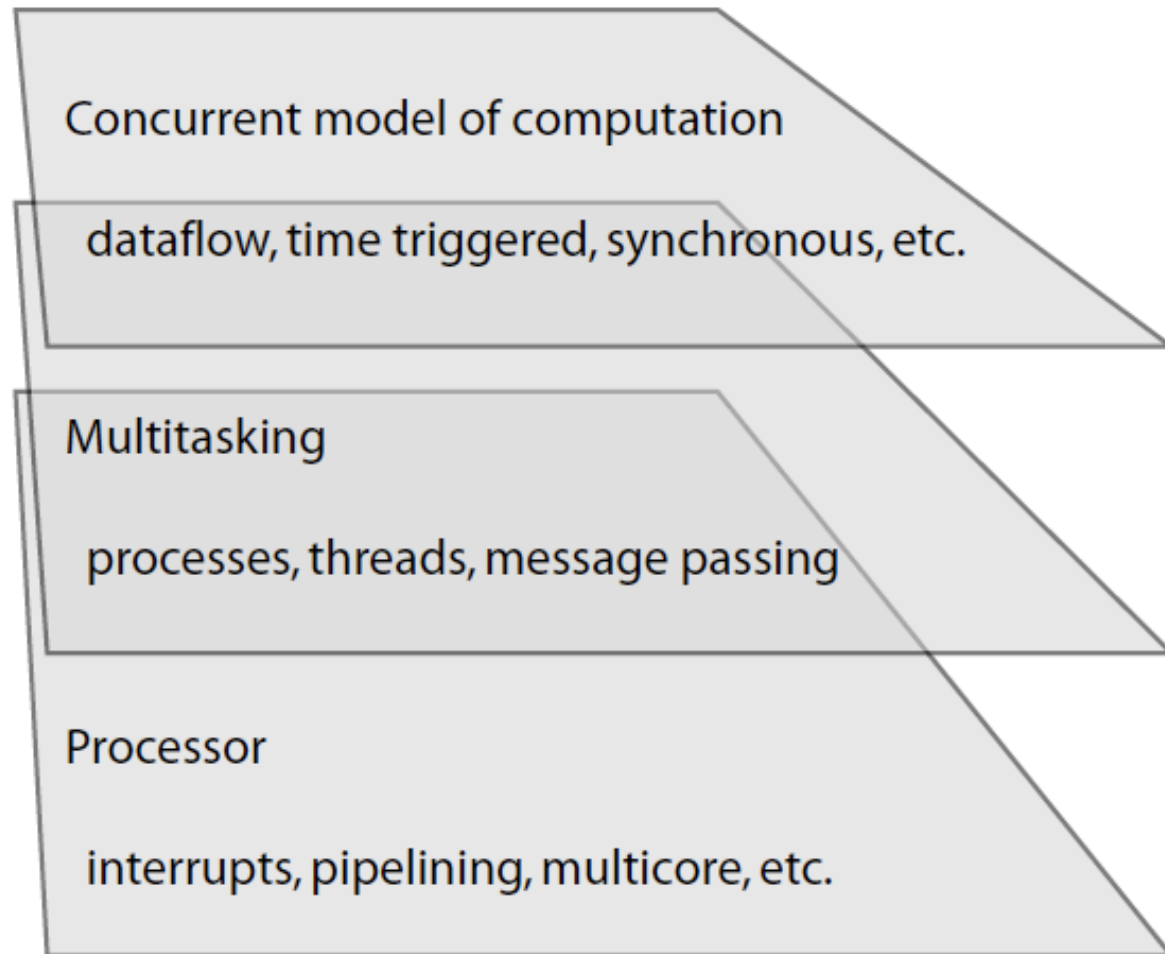 Concurrent model of computation
dataflow, time triggered, synchronous, etc.
Multitasking
processes, threads, message passing
Processor
interrupts, pipelining, multicore, etc.